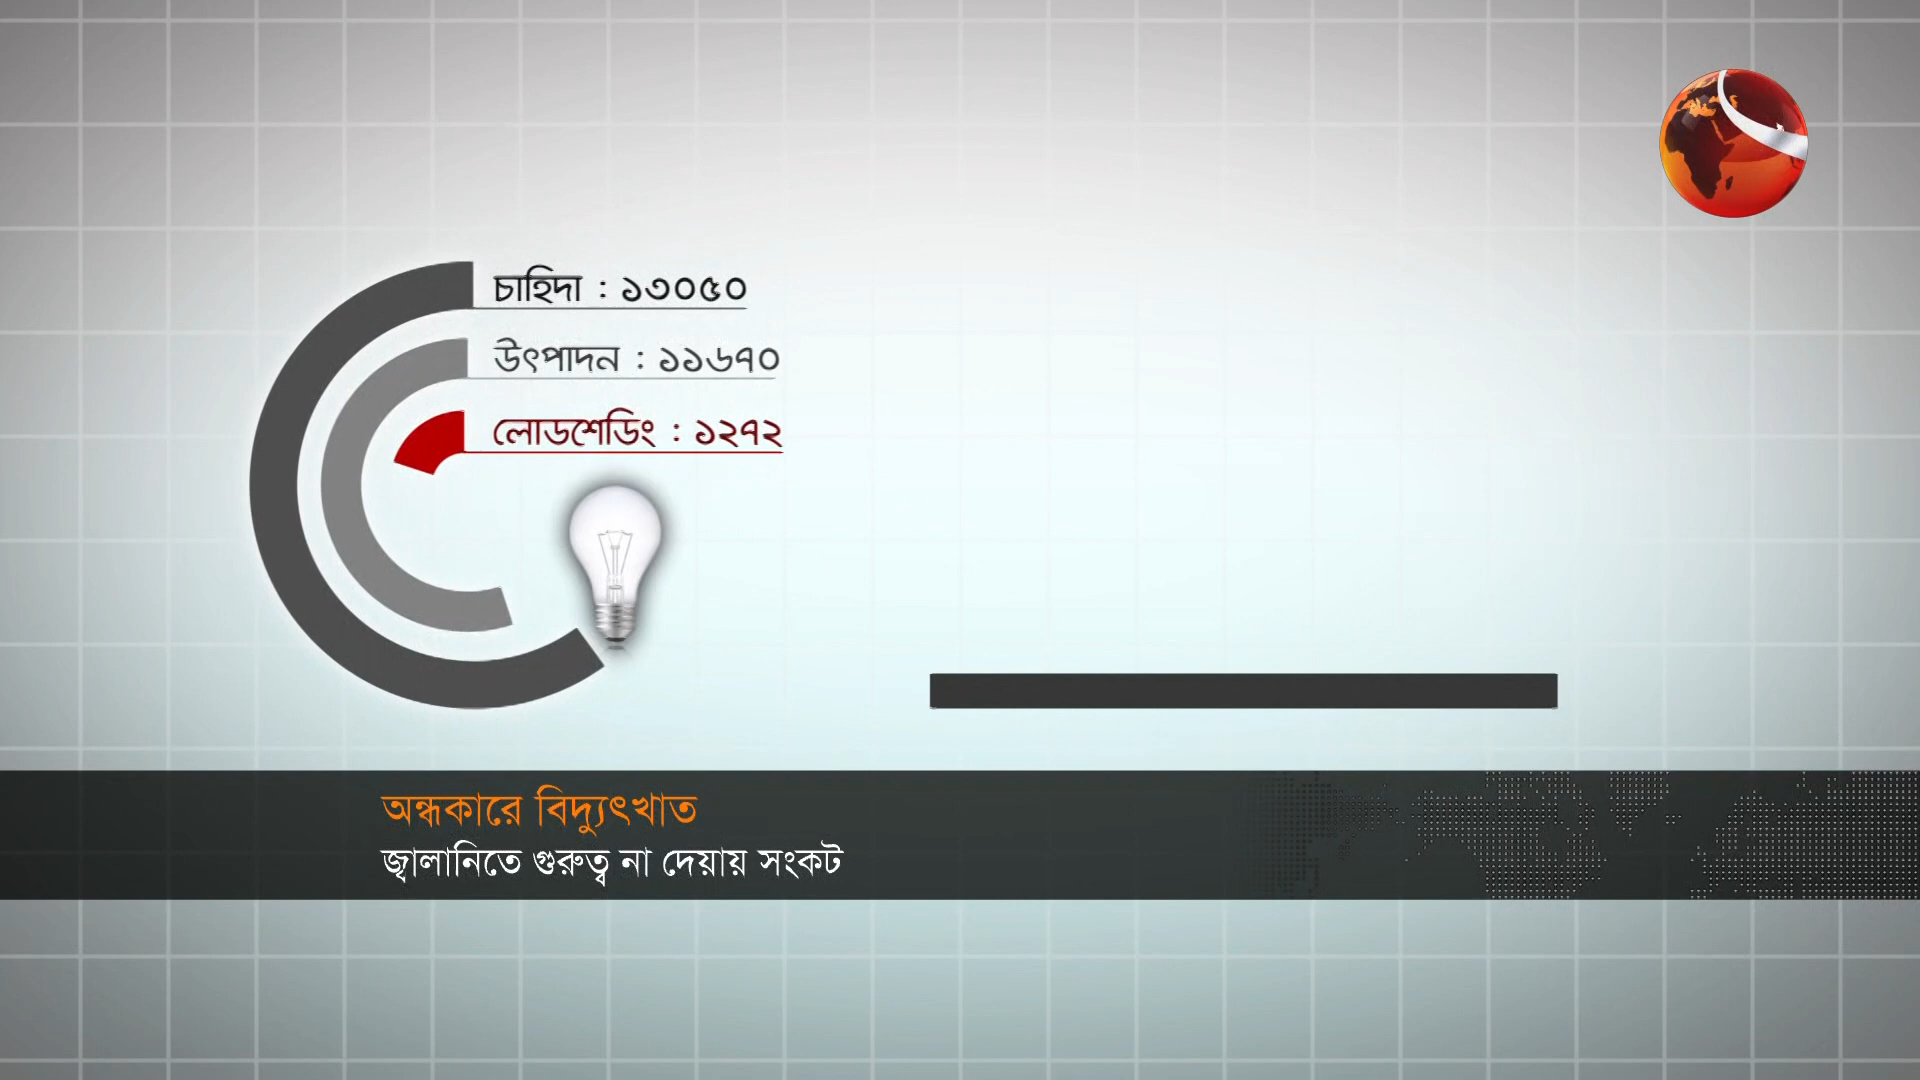 চাহিদা : ১৩০৫০
উৎপাদন : ১১৬৭০
লোডশেডিং : ১২৭২
অন্ধকারে বিদ্যুৎখাত
জ্বালানিতে গুরুত্ব না দেয়ায় সংকট